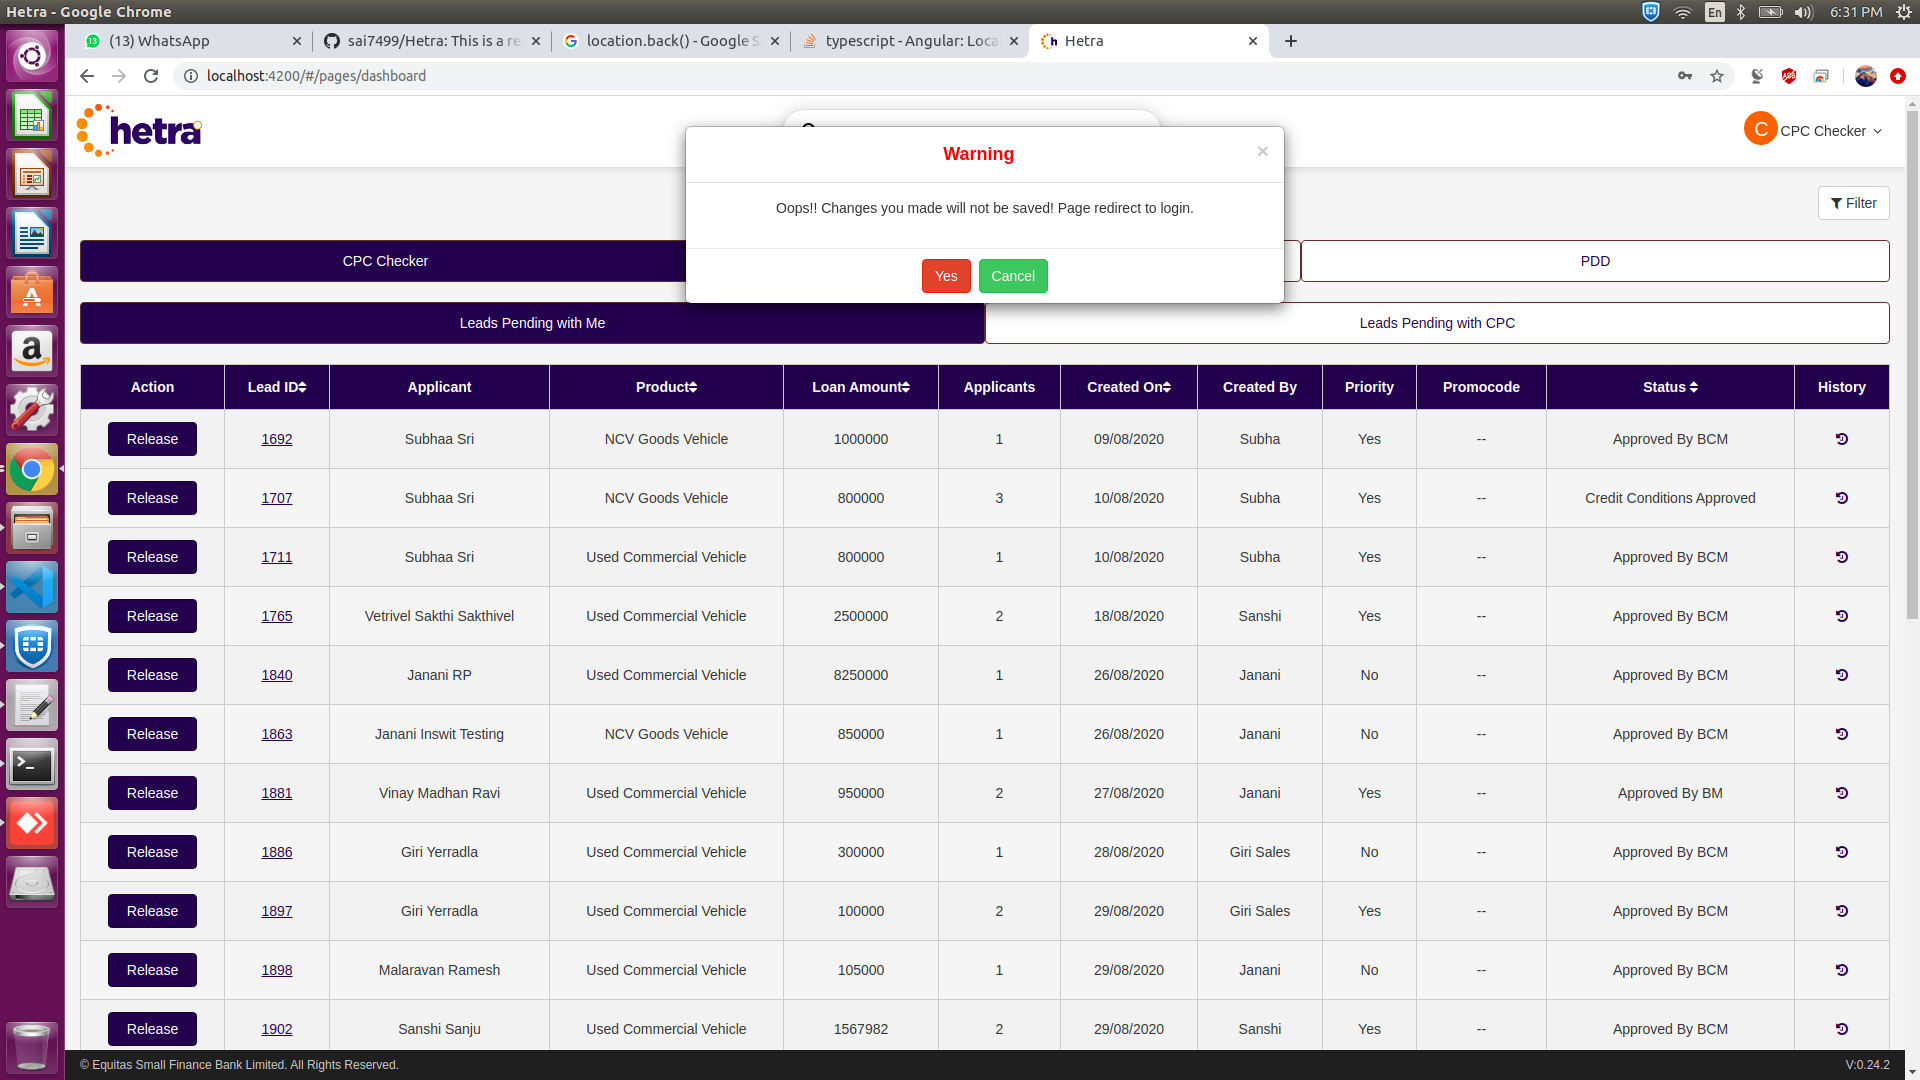 Hetra - Google Chrome
En
6:31 PM
(13) WhatsApp
sai7499/Hetra: This is a re
location.back() - Google S
typescript - Angular: Loca
Hetra
localhost:4200/#/pages/dashboard
hetra
C CPC Checker
Warning
×
Oops!! Changes you made will not be saved! Page redirect to login.
Yes Cancel
Filter
CPC Checker
PDD
Leads Pending with Me
Leads Pending with CPC
Action Lead ID Applicant Product Loan Amount Applicants Created On Created By Priority Promocode Status History
Release 1692 Subhaa Sri NCV Goods Vehicle 1000000 1 09/08/2020 Subha Yes -- Approved By BCM
Release 1707 Subhaa Sri NCV Goods Vehicle 800000 3 10/08/2020 Subha Yes -- Credit Conditions Approved
Release 1711 Subhaa Sri Used Commercial Vehicle 800000 1 10/08/2020 Subha Yes -- Approved By BCM
Release 1765 Vetrivel Sakthi Sakthivel Used Commercial Vehicle 2500000 2 18/08/2020 Sanshi Yes -- Approved By BCM
Release 1840 Janani RP Used Commercial Vehicle 8250000 1 26/08/2020 Janani No -- Approved By BCM
Release 1863 Janani Inswit Testing NCV Goods Vehicle 850000 1 26/08/2020 Janani No -- Approved By BCM
Release 1881 Vinay Madhan Ravi Used Commercial Vehicle 950000 2 27/08/2020 Janani Yes -- Approved By BM
Release 1886 Giri Yerradla Used Commercial Vehicle 300000 1 28/08/2020 Giri Sales No -- Approved By BCM
Release 1897 Giri Yerradla Used Commercial Vehicle 100000 2 29/08/2020 Giri Sales Yes -- Approved By BCM
Release 1898 Malaravan Ramesh Used Commercial Vehicle 105000 1 29/08/2020 Janani No -- Approved By BCM
Release 1902 Sanshi Sanju Used Commercial Vehicle 1567982 2 29/08/2020 Sanshi Yes -- Approved By BCM
© Equitas Small Finance Bank Limited. All Rights Reserved.
V:0.24.2